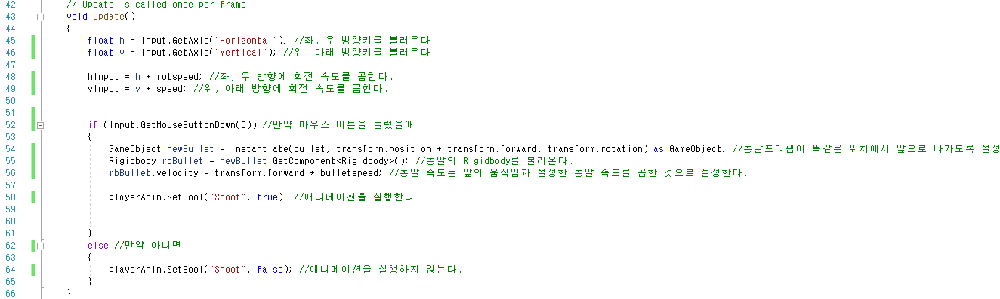 42 // Update is called once per frame
43 void Update()
44 {
45 float h = Input.GetAxis("Horizontal"); //좌, 우 방향키를 불러온다.
46 float v = Input.GetAxis("Vertical"); //위, 아래 방향키를 불러온다.
47
48 hInput = h * rotspeed; //좌, 우 방향에 회전 속도를 곱한다.
49 vInput = v * speed; //위, 아래 방향에 회전 속도를 곱한다.
50
51
52 if (Input.GetMouseButtonDown(0)) //만약 마우스 버튼을 눌렀을때
53 {
54 GameObject newBullet = Instantiate(bullet, transform.position + transform.forward, transform.rotation) as GameObject; //총알프리팹이 똑같은 위치에서 앞으로 나가도록 설정
55 Rigidbody rbBullet = newBullet.GetComponent<Rigidbody>(); //총알의 Rigidbody를 불러온다.
56 rbBullet.velocity = transform.forward * bulletspeed; //총알 속도는 앞의 움직임과 설정한 총알 속도를 곱한 것으로 설정한다.
57
58 playerAnim.SetBool("Shoot", true); //애니메이션을 실행한다.
59
60
61 }
62 else //만약 아니면
63 {
64 playerAnim.SetBool("Shoot", false); //애니메이션을 실행하지 않는다.
65 }
66 }